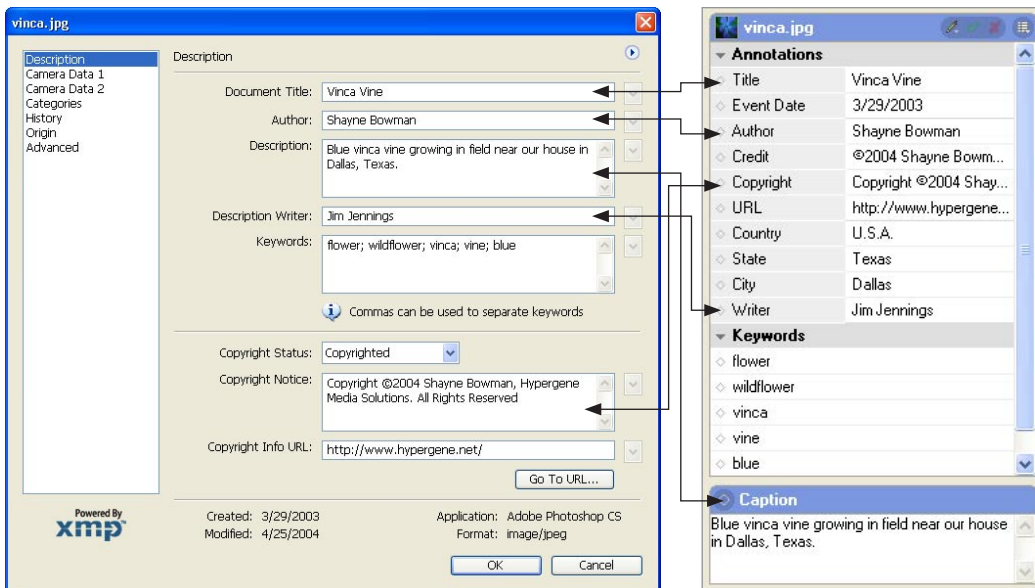 vinca.jpg
Description
Camera Data 1
Camera Data 2
Categories
History
Origin
Advanced
Description
Document Title: Vinca Vine
Author: Shayne Bowman
Description: Blue vinca vine growing in field near our house in
Dallas, Texas.
Description Writer: Jim Jennings
Keywords: flower; wildflower; vinca; vine; blue
Commas can be used to separate keywords
Copyright Status: Copyrighted
Copyright Notice: Copyright ©2004 Shayne Bowman, Hypergene
Media Solutions. All Rights Reserved
Copyright Info URL: http://www.hypergene.net/
Go To URL...
Powered By
xmp™
Created: 3/29/2003 Application: Adobe Photoshop CS
Modified: 4/25/2004 Format: image/jpeg
OK Cancel
vinca.jpg
Annotations
Title Vinca Vine
Event Date 3/29/2003
Author Shayne Bowman
Credit ©2004 Shayne Bowm...
Copyright Copyright ©2004 Shay...
URL http://www.hypergene...
Country U.S.A.
State Texas
City Dallas
Writer Jim Jennings
Keywords
flower
wildflower
vinca
vine
blue
Caption
Blue vinca vine growing in field near our house
in Dallas, Texas.